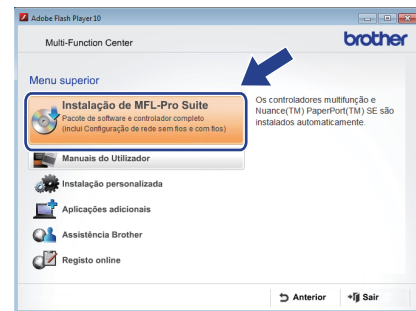 Adobe Flash Player 10
Multi-Function Center
brother
Menu superior
Instalação de MFL-Pro Suite
Pacote de software e controlador completo
(inclui Configuração de rede sem fios e com fios)
Os controladores multifunção e
Nuance(TM) PaperPort(TM) SE são
instalados automaticamente.
Manuais do Utilizador
Instalação personalizada
Aplicações adicionais
Assistência Brother
Registo online
Anterior
Sair